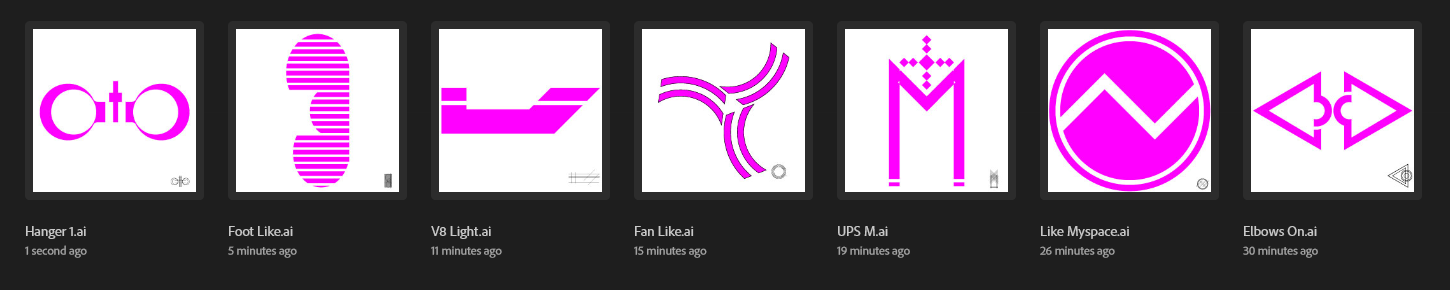 Hanger 1.ai
1 second ago
Foot Like.ai
5 minutes ago
V8 Light.ai
11 minutes ago
Fan Like.ai
15 minutes ago
UPS M.ai
19 minutes ago
Like Myspace.ai
26 minutes ago
Elbows On.ai
30 minutes ago